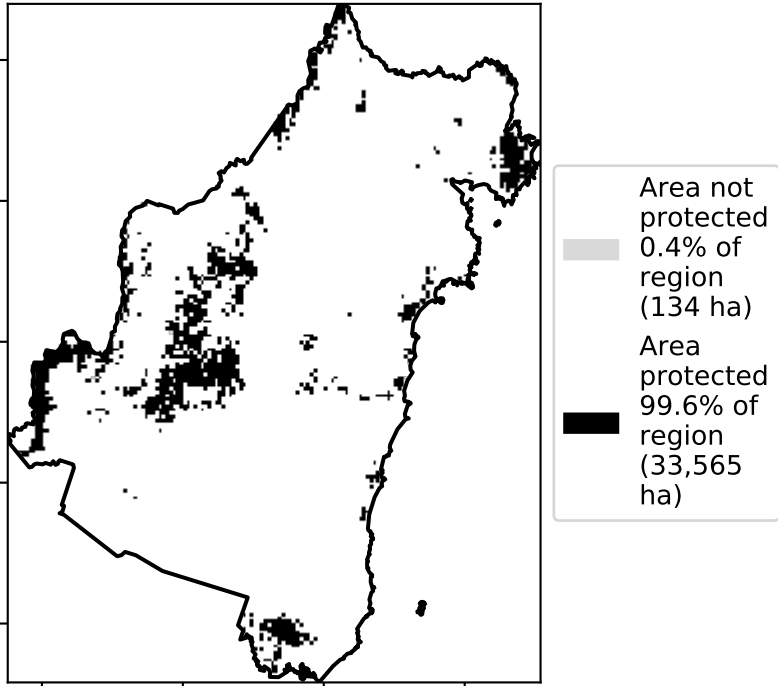 Area not
protected
0.4% of
region
(134 ha)
Area
protected
99.6% of
region
(33,565
ha)